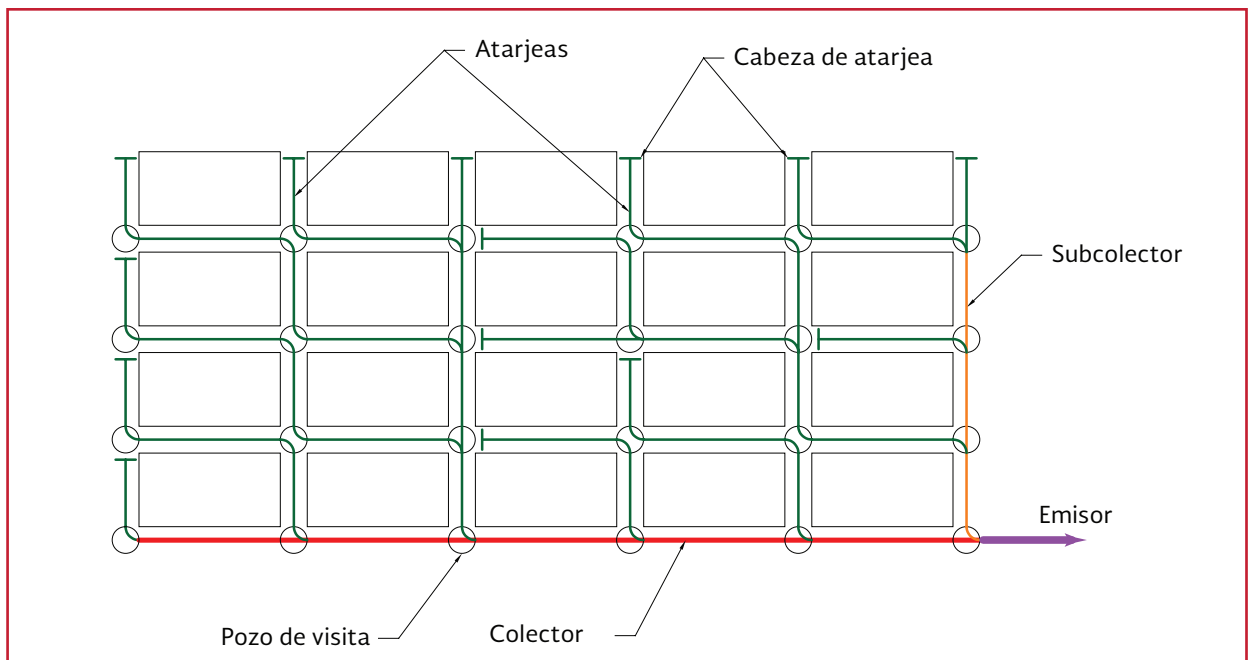 Atarjeas
Cabeza de atarjea
Subcolector
Emisor
Pozo de visita
Colector